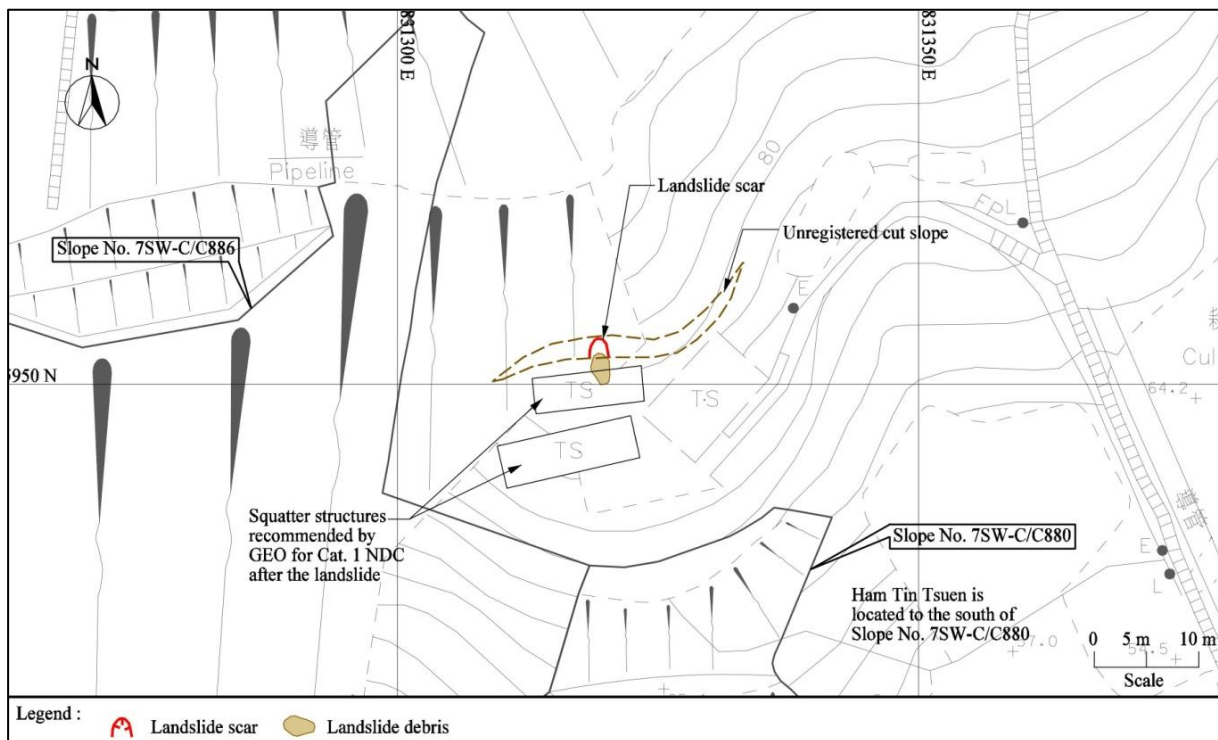 831300 E
831350 E
N
導管
Pipeline
80
Landslide scar
FPL
Unregistered cut slope
Slope No. 7SW-C/C886
E
Cul
5950 N
TS
TS
64.2
TS
導管
Squatter structures
recommended by
GEO for Cat. 1 NDC
after the landslide
Slope No. 7SW-C/C880
E
L
Ham Tin Tsuen is
located to the south of
Slope No. 7SW-C/C880
57.0
54.5
0 5 m 10 m
Scale
Legend :
Landslide scar
Landslide debris